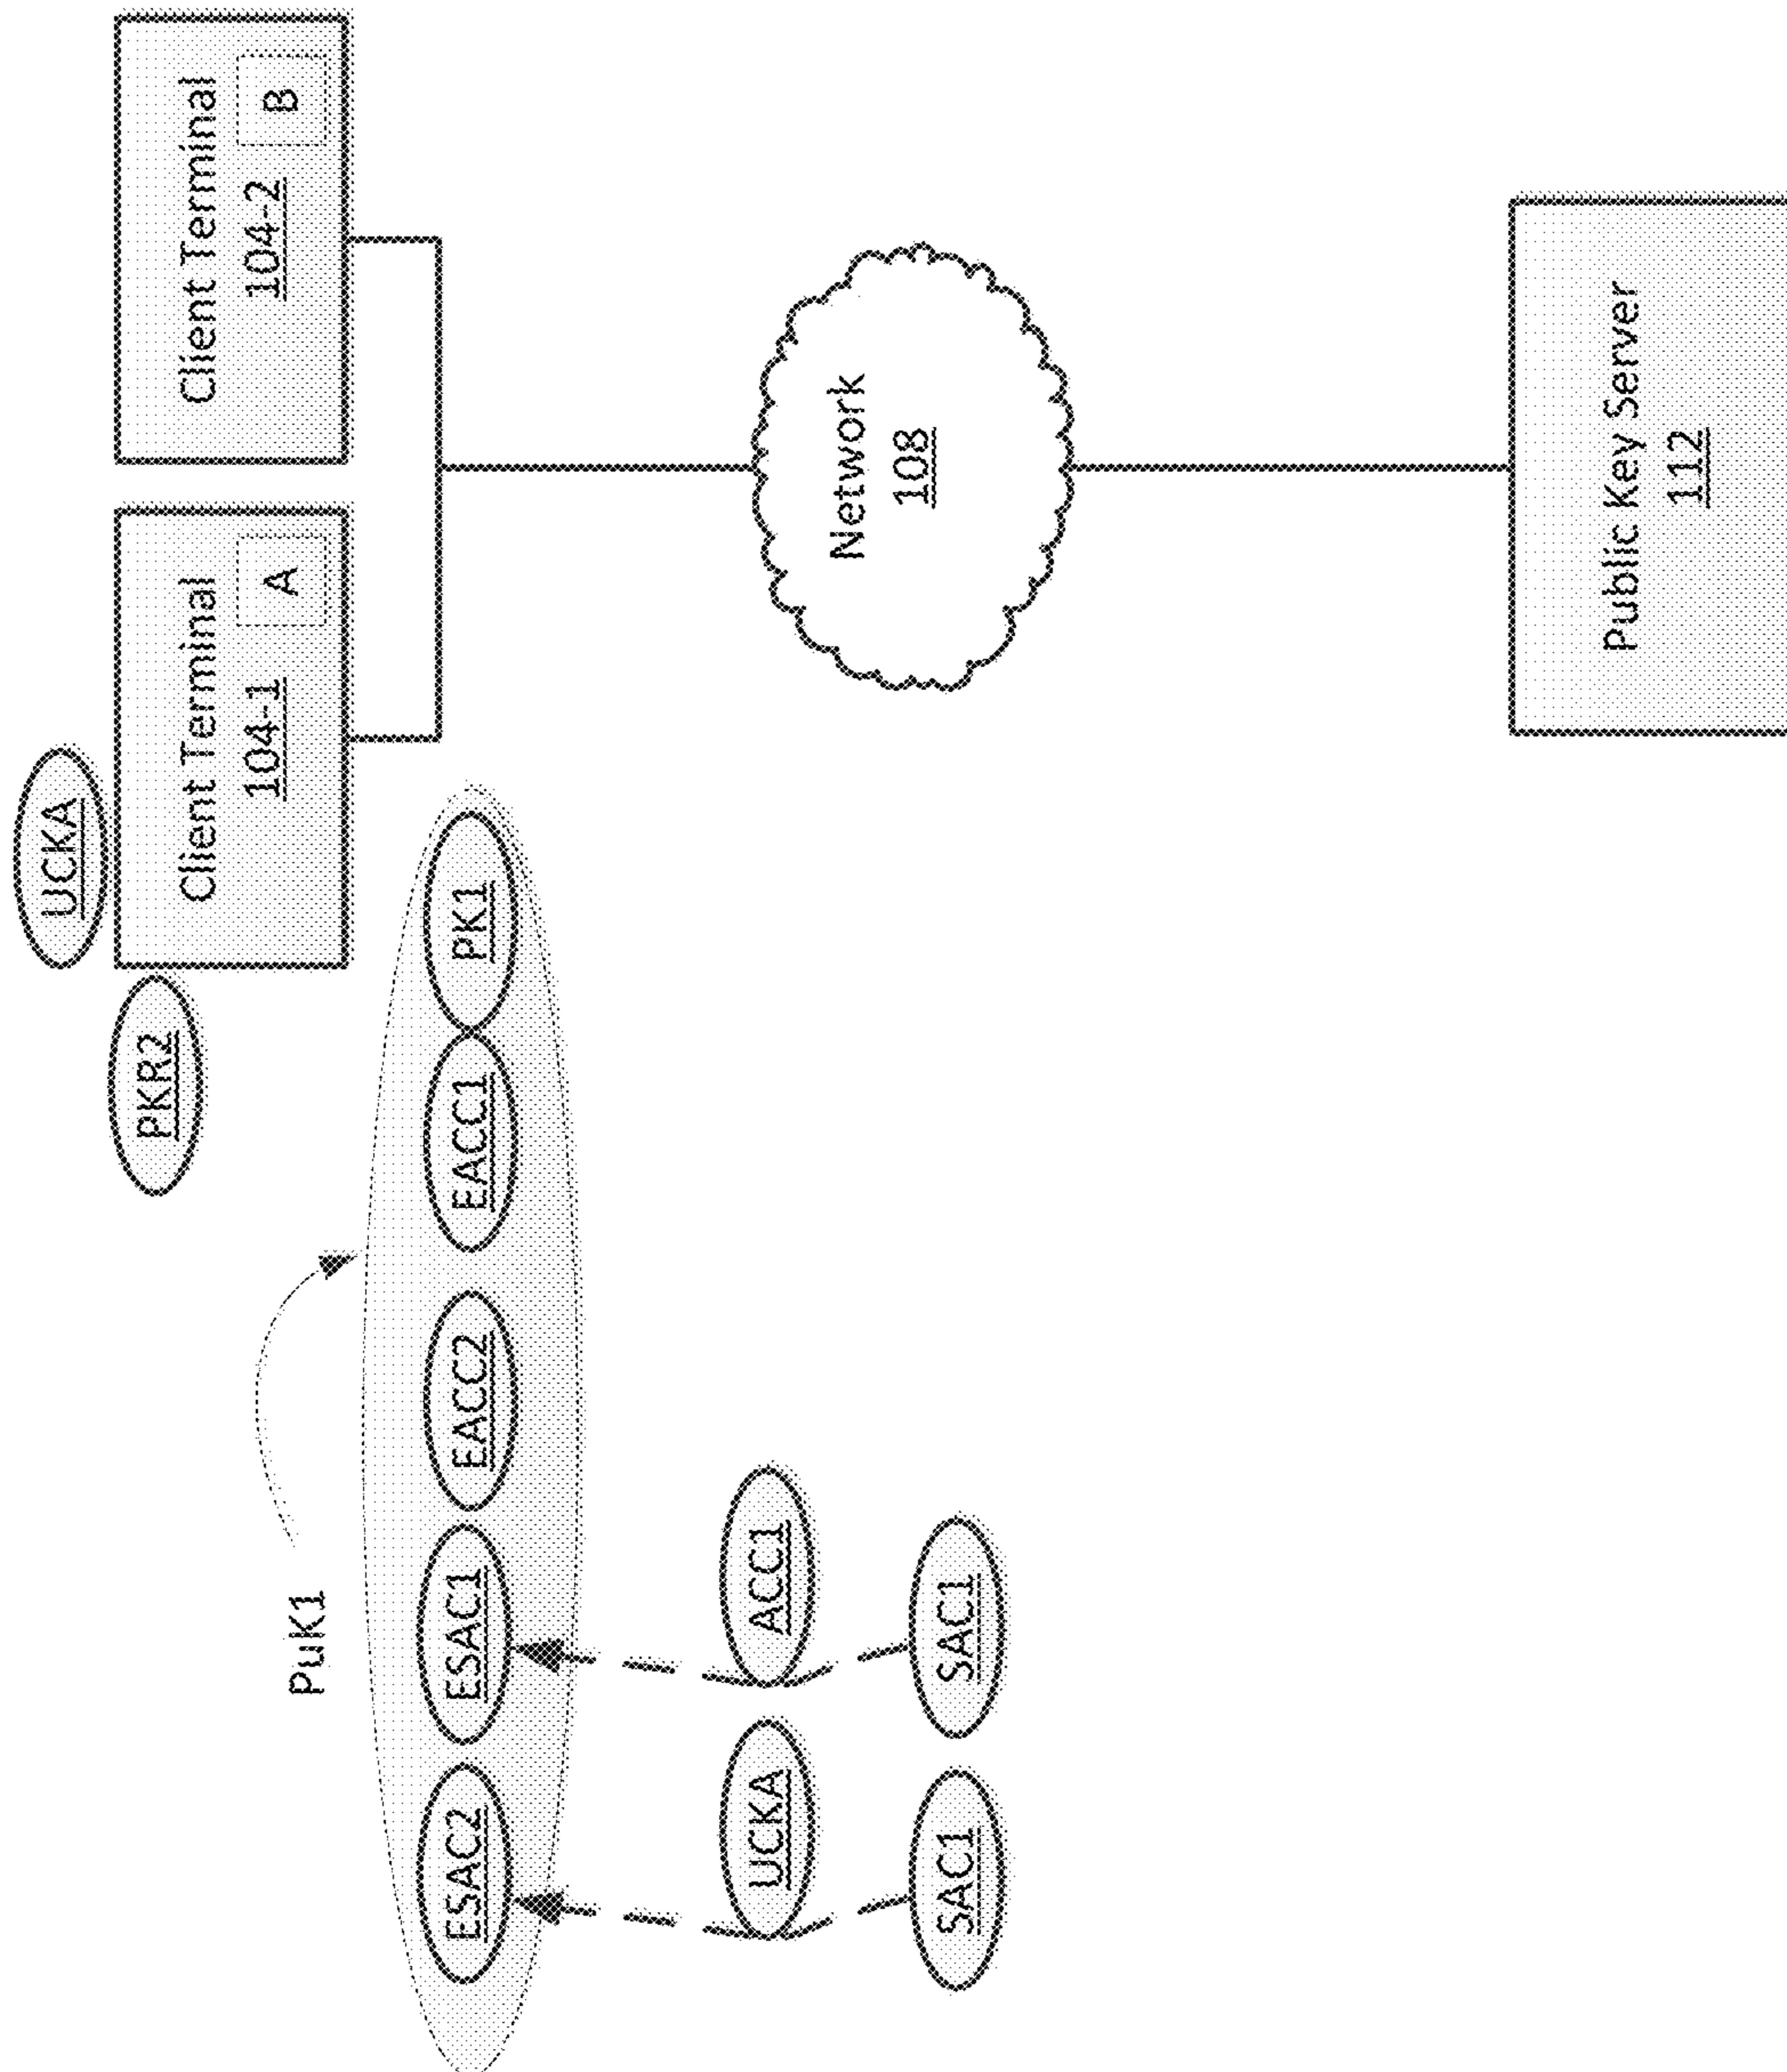 UCKA
PKR2
Client Terminal
104-1
A
Client Terminal
104-2
B
PuK1
ESAC2
ESAC1
EACC2
EACC1
PK1
UCKA
ACC1
SAC1
SAC1
Network
108
Public Key Server
112